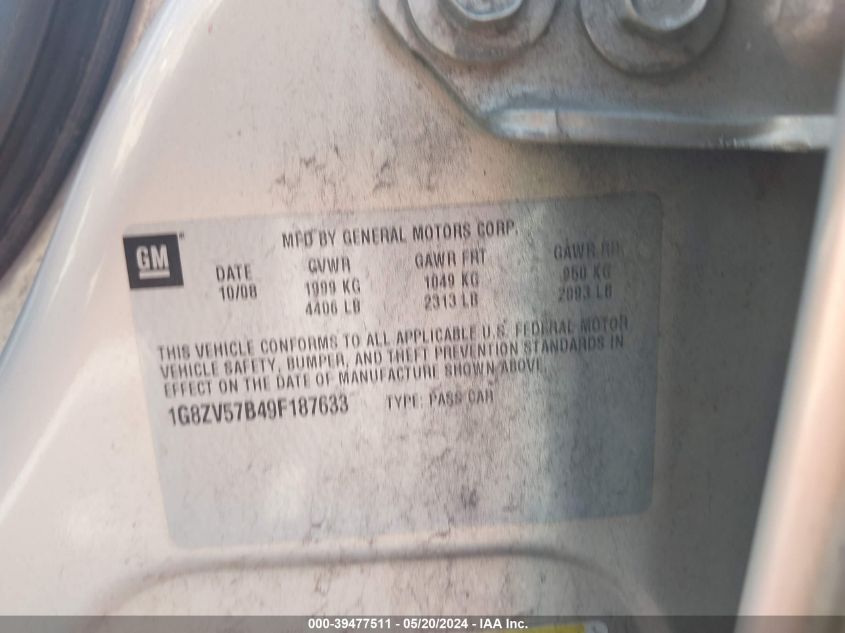 GM
MFD BY GENERAL MOTORS CORP.
DATE GVWR GAWR FRT GAWR RR
10/08 1999 KG 1049 KG 950 KG
4406 LB 2313 LB 2093 LB
THIS VEHICLE CONFORMS TO ALL APPLICABLE U.S. FEDERAL MOTOR
VEHICLE SAFETY, BUMPER, AND THEFT PREVENTION STANDARDS IN
EFFECT ON THE DATE OF MANUFACTURE SHOWN ABOVE.
1G8ZV57B49F187633 TYPE: PASS CAR
000-39477511 - 05/20/2024 - IAA Inc.